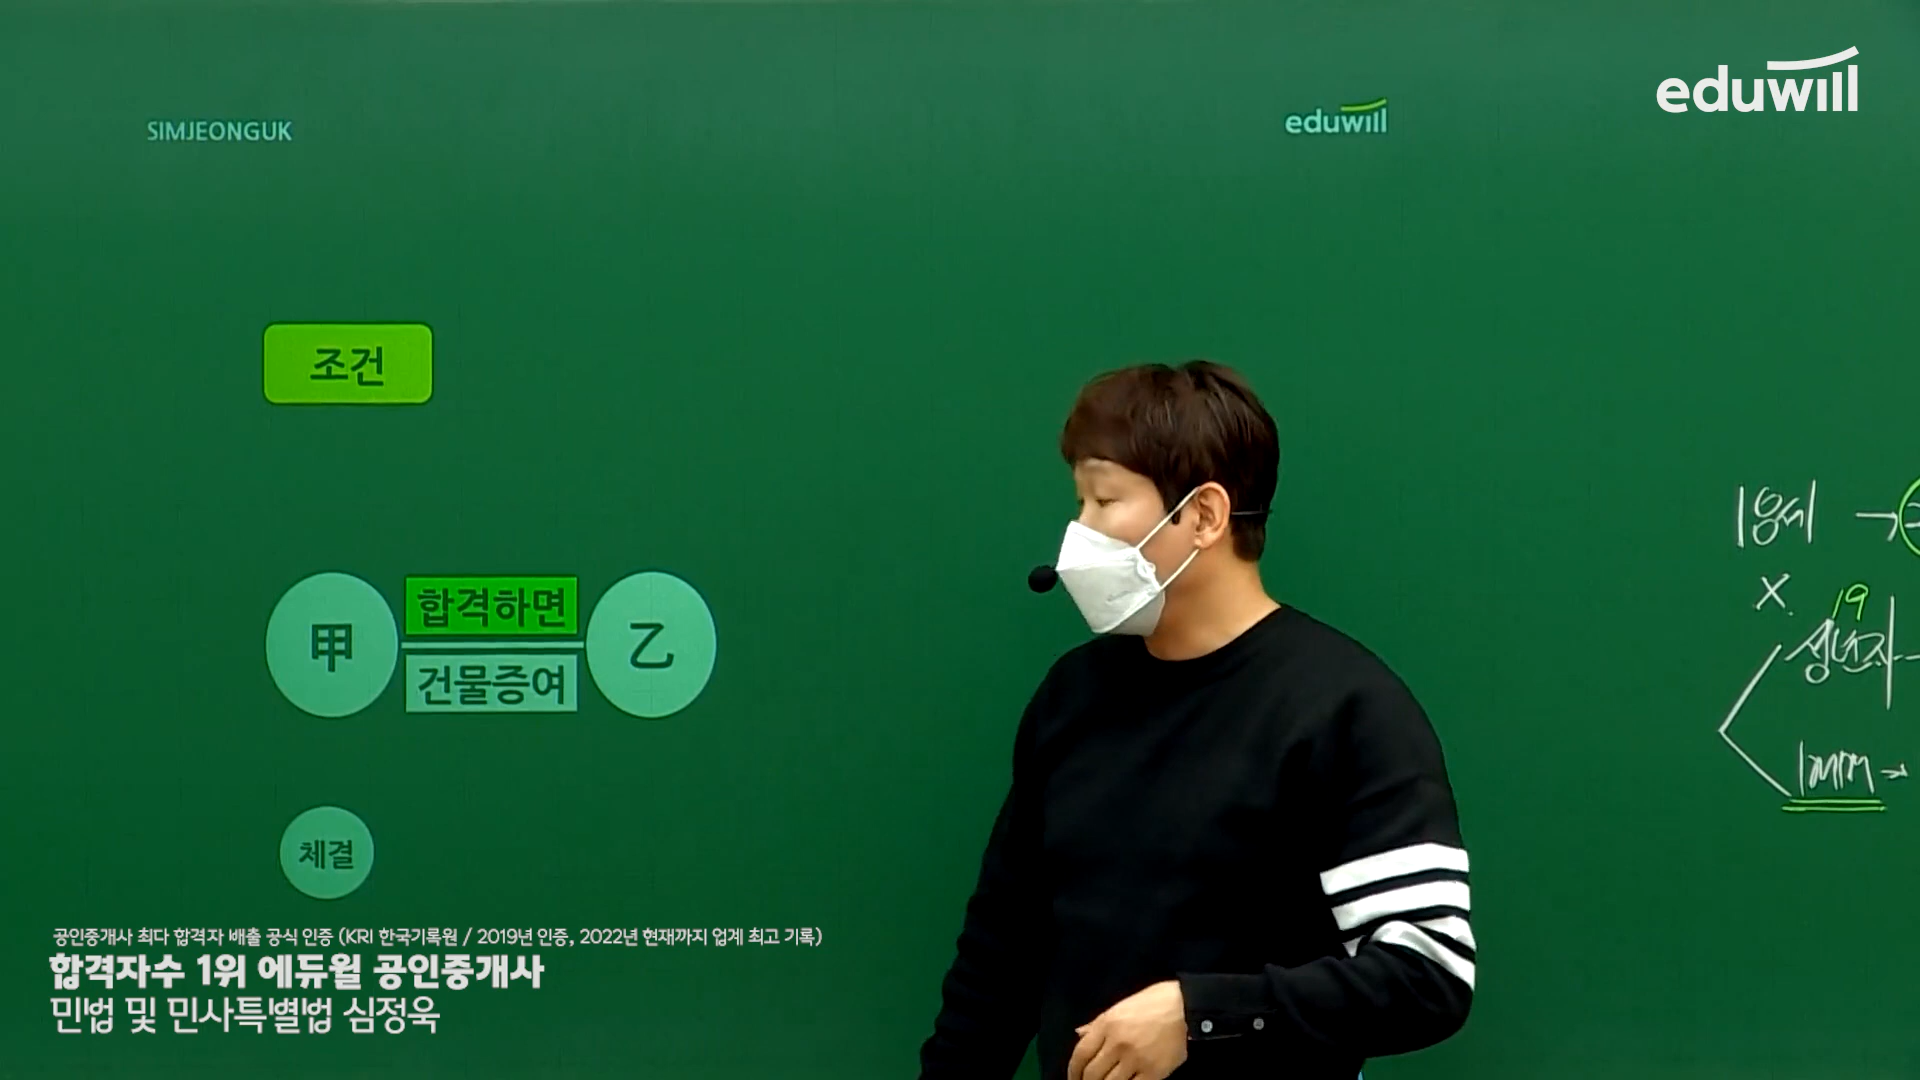 eduwill
SIMJEONGUK
eduwill
조건
甲
합격하면
건물증여
乙
체결
19
성년자
공인중개사 최다 합격자 배출 공식 인증 (KRI 한국기록원 / 2019년 인증, 2022년 현재까지 업계 최고 기록)
합격자수 1위 에듀윌 공인중개사
민법 및 민사특별법 심정욱